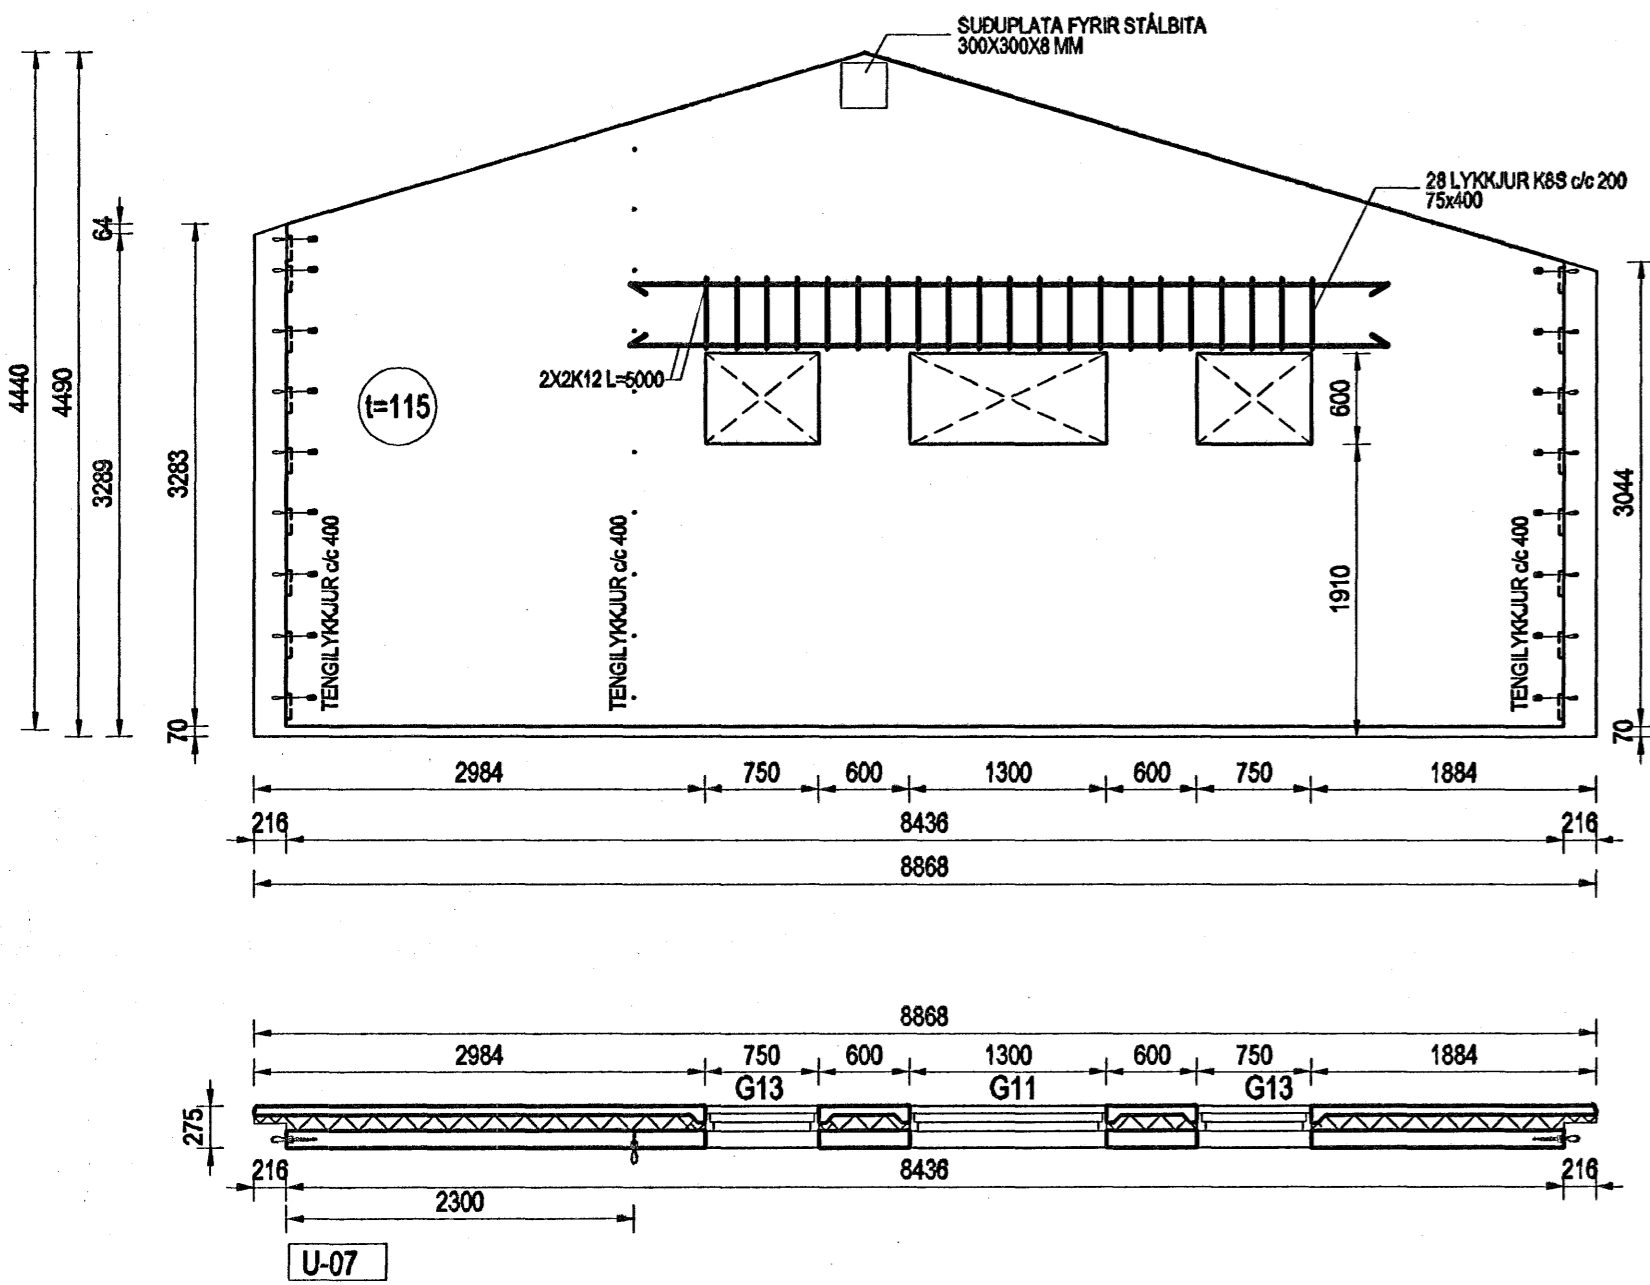 SUÐUPLATA FYRIR STÁLBITA
300X300X8 MM
28 LYKKJUR K8S c/c 200
75x400
64
4440
4490
3289
3283
2X2K12 L=5000
t=115
600
1910
3044
TENGILYKKJUR c/c 400
TENGILYKKJUR c/c 400
TENGILYKKJUR c/c 400
70
70
2984 750 600 1300 600 750 1884
216 8436 216
8868
8868
2984 750 600 1300 600 750 1884
G13 G11 G13
275
216 8436 216
2300
U-07